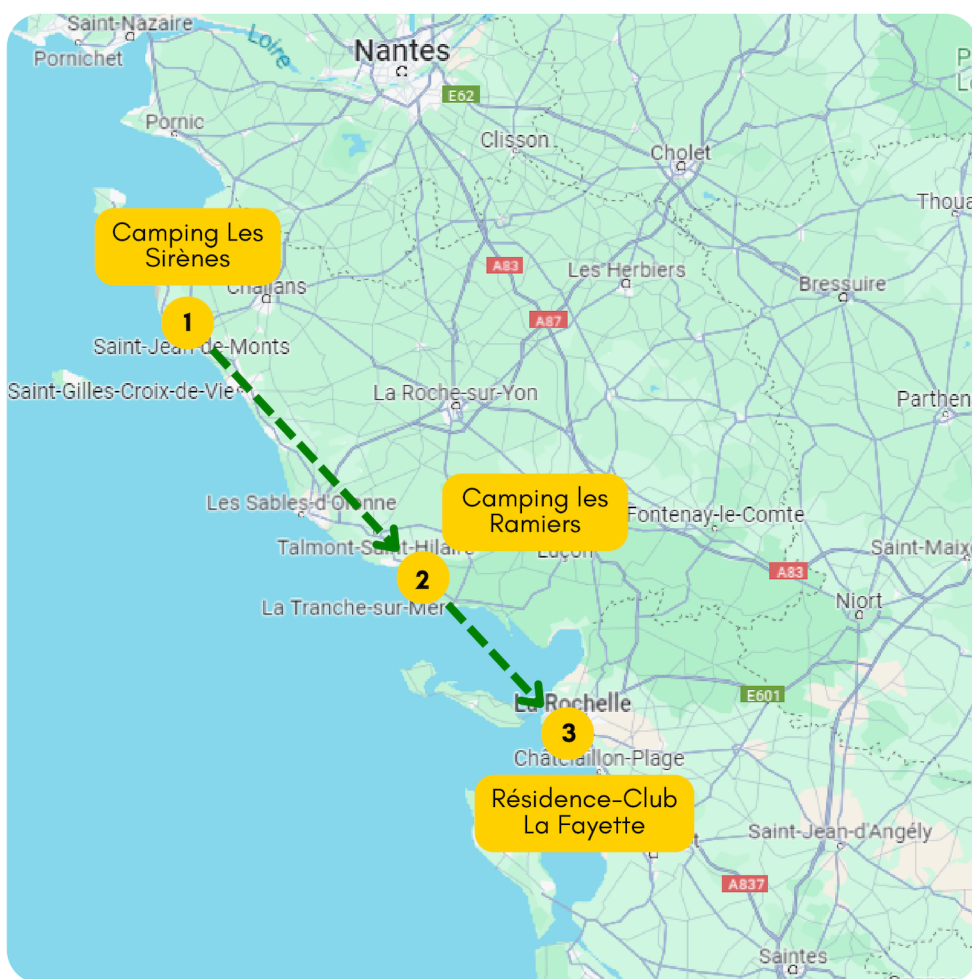 Saint-Nazaire
Pornichet
Loire
Nantes
E62
Pornic
Clisson
Cholet
Camping Les
Sirènes
A83
Les Herbiers
Bressuire
1
A87
Saint-Jean-de-Monts
Saint-Gilles-Croix-de-Vie
La Roche-sur-Yon
Parthen
Les Sables-d'Olonne
Camping les
Ramiers
Fontenay-le-Comte
Talmont-Saint-Hilaire
Luçon
Saint-Maix
A83
2
La Tranche-sur-Mer
Niort
E601
La Rochelle
3
Châtelaillon-Plage
Résidence-Club
La Fayette
Saint-Jean-d'Angély
A837
Saintes